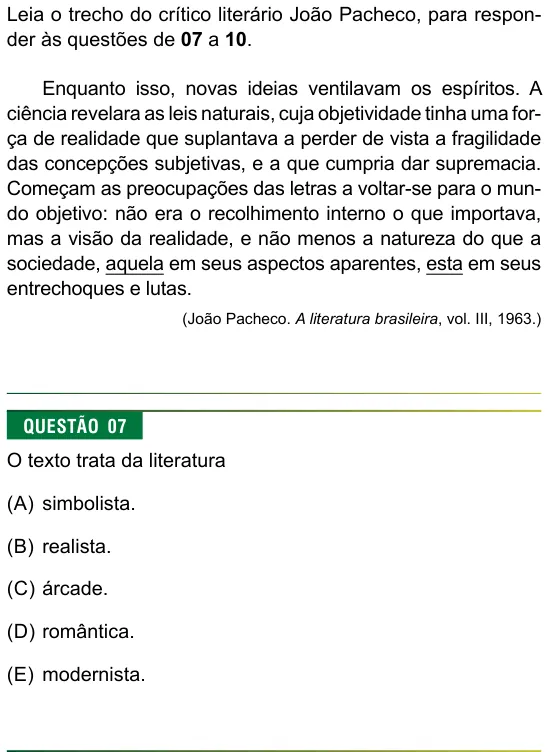 Leia o trecho do crítico literário João Pacheco, para respon-
der às questões de 07 a 10.
Enquanto isso, novas ideias ventilavam os espíritos. A
ciência revelara as leis naturais, cuja objetividade tinha uma for-
ça de realidade que suplantava a perder de vista a fragilidade
das concepções subjetivas, e a que cumpria dar supremacia.
Começam as preocupações das letras a voltar-se para o mun-
do objetivo: não era o recolhimento interno o que importava,
mas a visão da realidade, e não menos a natureza do que a
sociedade, aquela em seus aspectos aparentes, esta em seus
entrechoques e lutas.
(João Pacheco. A literatura brasileira, vol. III, 1963.)
QUESTÃO 07
O texto trata da literatura
(A) simbolista.
(B) realista.
(C) árcade.
(D) romântica.
(E) modernista.